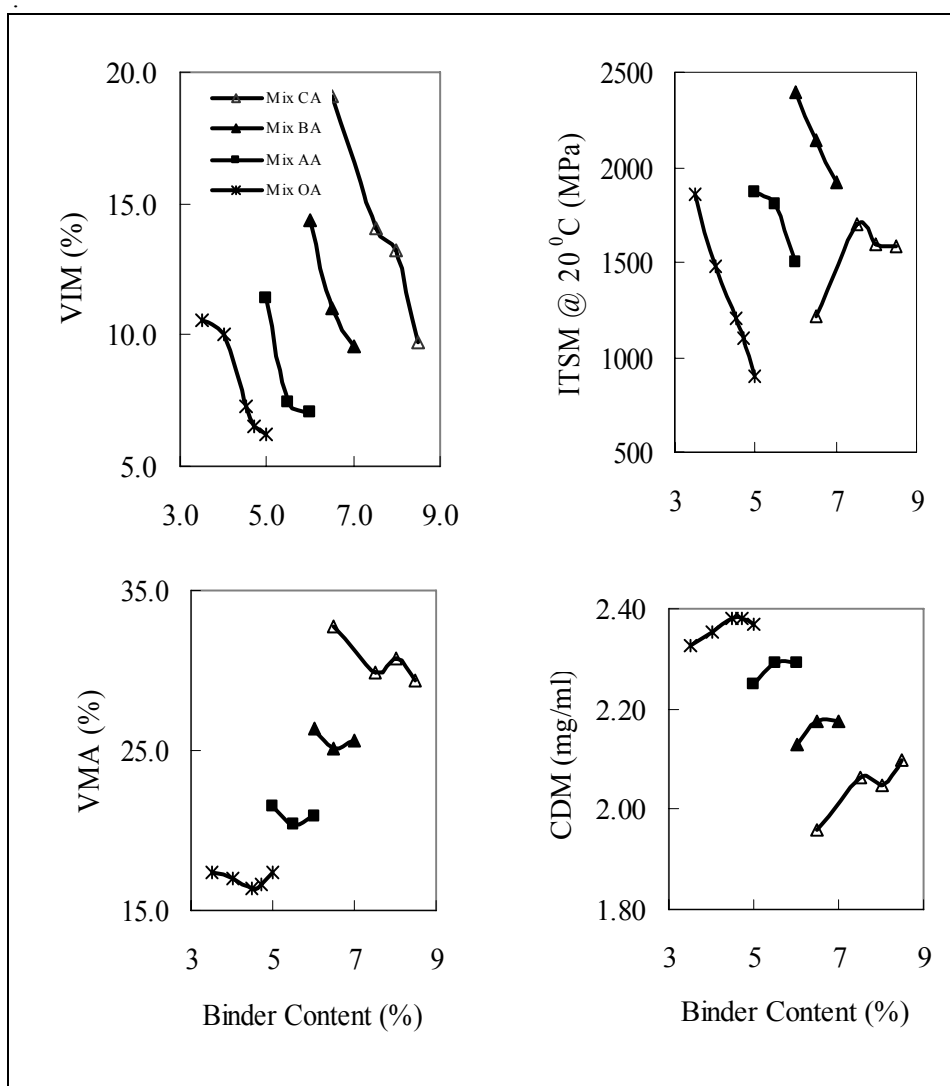 20.0
15.0
10.0
5.0
VIM (%)
Mix CA
Mix BA
Mix AA
Mix OA
3.0 5.0 7.0 9.0
2500
2000
1500
1000
500
ITSM @ 20 ⁰C (MPa)
3 5 7 9
35.0
25.0
15.0
VMA (%)
3 5 7 9
Binder Content (%)
2.40
2.20
2.00
1.80
CDM (mg/ml)
3 5 7 9
Binder Content (%)